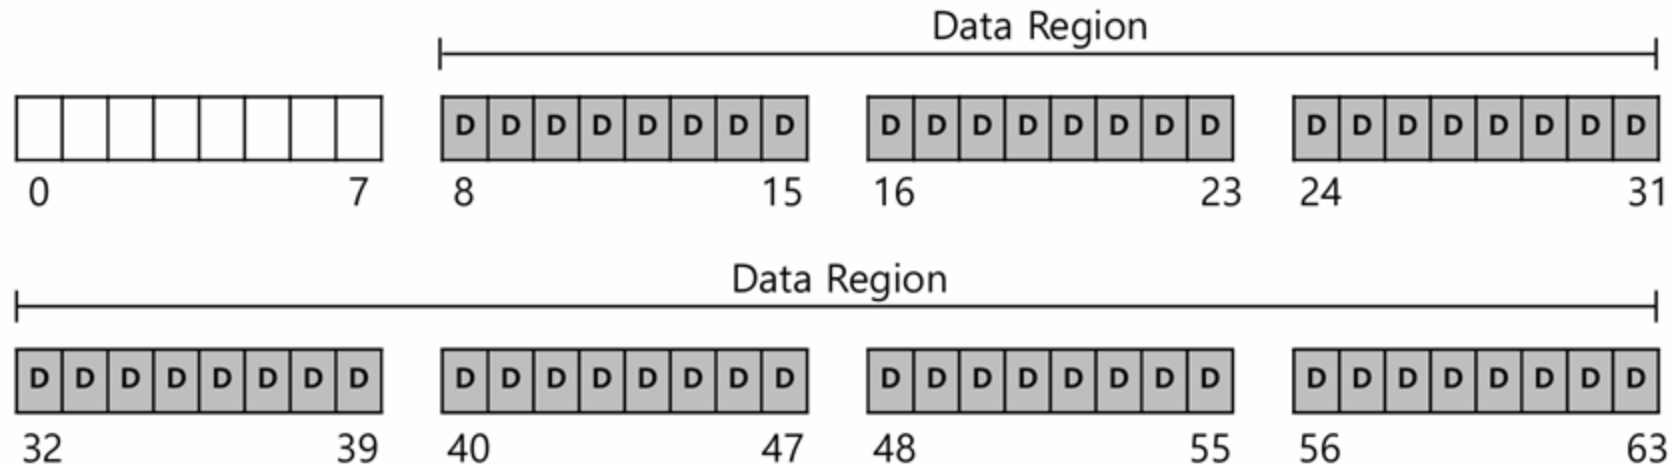 Data Region
D D D D D D D D D D D D D D D D D D D D D D D D
0 7 8 15 16 23 24 31
Data Region
D D D D D D D D D D D D D D D D D D D D D D D D D D D D D D D D
32 39 40 47 48 55 56 63